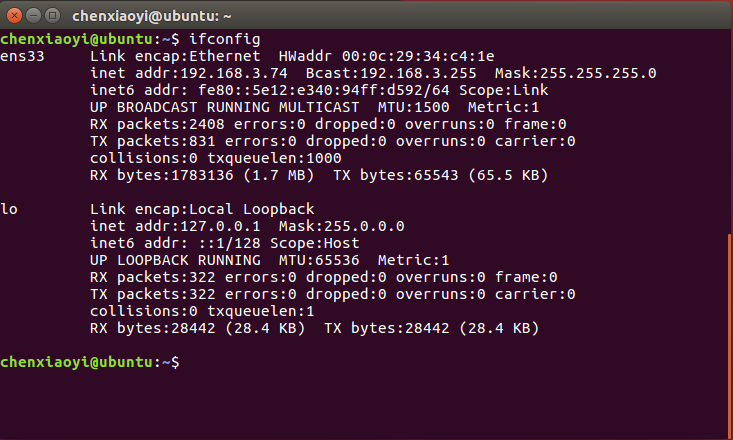 chenxiaoyi@ubuntu: ~
chenxiaoyi@ubuntu:~$ ifconfig
ens33     Link encap:Ethernet  HWaddr 00:0c:29:34:c4:1e
          inet addr:192.168.3.74  Bcast:192.168.3.255  Mask:255.255.255.0
          inet6 addr: fe80::5e12:e340:94ff:d592/64 Scope:Link
          UP BROADCAST RUNNING MULTICAST  MTU:1500  Metric:1
          RX packets:2408 errors:0 dropped:0 overruns:0 frame:0
          TX packets:831 errors:0 dropped:0 overruns:0 carrier:0
          collisions:0 txqueuelen:1000
          RX bytes:1783136 (1.7 MB)  TX bytes:65543 (65.5 KB)
lo        Link encap:Local Loopback
          inet addr:127.0.0.1  Mask:255.0.0.0
          inet6 addr: ::1/128 Scope:Host
          UP LOOPBACK RUNNING  MTU:65536  Metric:1
          RX packets:322 errors:0 dropped:0 overruns:0 frame:0
          TX packets:322 errors:0 dropped:0 overruns:0 carrier:0
          collisions:0 txqueuelen:1
          RX bytes:28442 (28.4 KB)  TX bytes:28442 (28.4 KB)
chenxiaoyi@ubuntu:~$